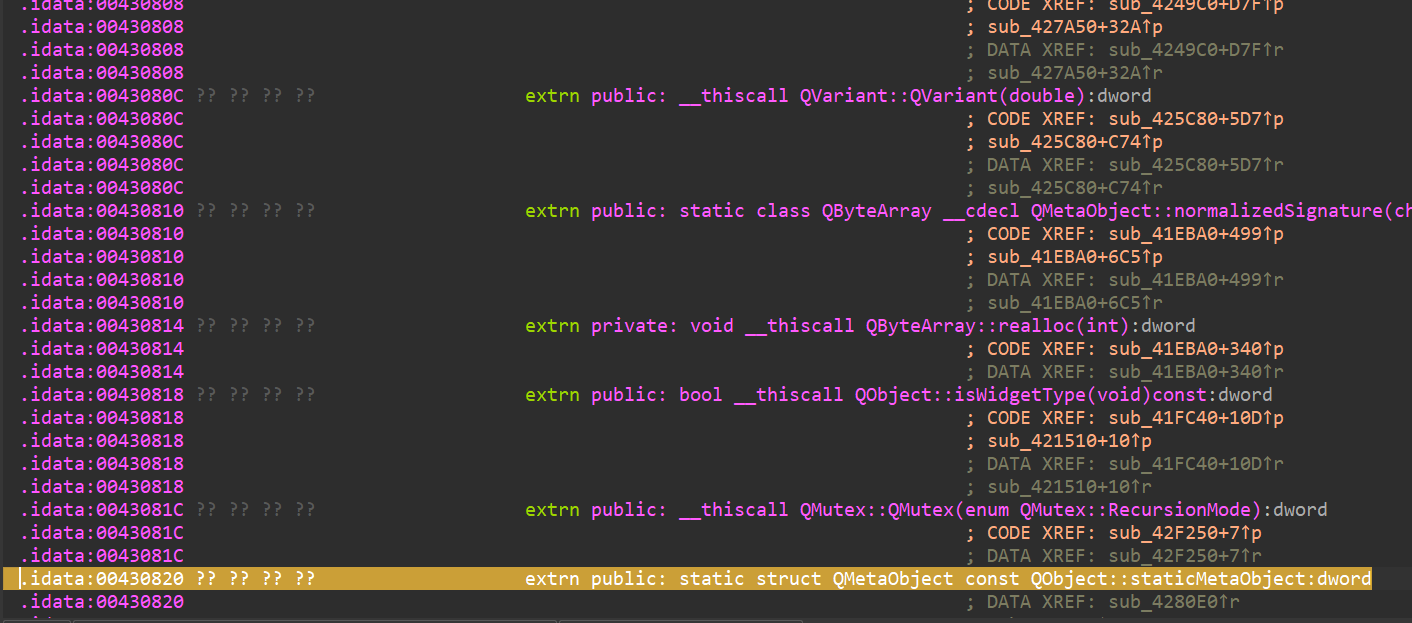 .idata:00430808 ; CODE XREF: sub_4249C0+D7F↑p
.idata:00430808 ; sub_427A50+32A↑p
.idata:00430808 ; DATA XREF: sub_4249C0+D7F↑r
.idata:00430808 ; sub_427A50+32A↑r
.idata:0043080C ?? ?? ?? ?? extrn public: __thiscall QVariant::QVariant(double):dword
.idata:0043080C ; CODE XREF: sub_425C80+5D7↑p
.idata:0043080C ; sub_425C80+C74↑p
.idata:0043080C ; DATA XREF: sub_425C80+5D7↑r
.idata:0043080C ; sub_425C80+C74↑r
.idata:00430810 ?? ?? ?? ?? extrn public: static class QByteArray __cdecl QMetaObject::normalizedSignature(ch
.idata:00430810 ; CODE XREF: sub_41EBA0+499↑p
.idata:00430810 ; sub_41EBA0+6C5↑p
.idata:00430810 ; DATA XREF: sub_41EBA0+499↑r
.idata:00430810 ; sub_41EBA0+6C5↑r
.idata:00430814 ?? ?? ?? ?? extrn private: void __thiscall QByteArray::realloc(int):dword
.idata:00430814 ; CODE XREF: sub_41EBA0+340↑p
.idata:00430814 ; DATA XREF: sub_41EBA0+340↑r
.idata:00430818 ?? ?? ?? ?? extrn public: bool __thiscall QObject::isWidgetType(void)const:dword
.idata:00430818 ; CODE XREF: sub_41FC40+10D↑p
.idata:00430818 ; sub_421510+10↑p
.idata:00430818 ; DATA XREF: sub_41FC40+10D↑r
.idata:00430818 ; sub_421510+10↑r
.idata:0043081C ?? ?? ?? ?? extrn public: __thiscall QMutex::QMutex(enum QMutex::RecursionMode):dword
.idata:0043081C ; CODE XREF: sub_42F250+7↑p
.idata:0043081C ; DATA XREF: sub_42F250+7↑r
.idata:00430820 ?? ?? ?? ?? extrn public: static struct QMetaObject const QObject::staticMetaObject:dword
.idata:00430820 ; DATA XREF: sub_4280E0↑r